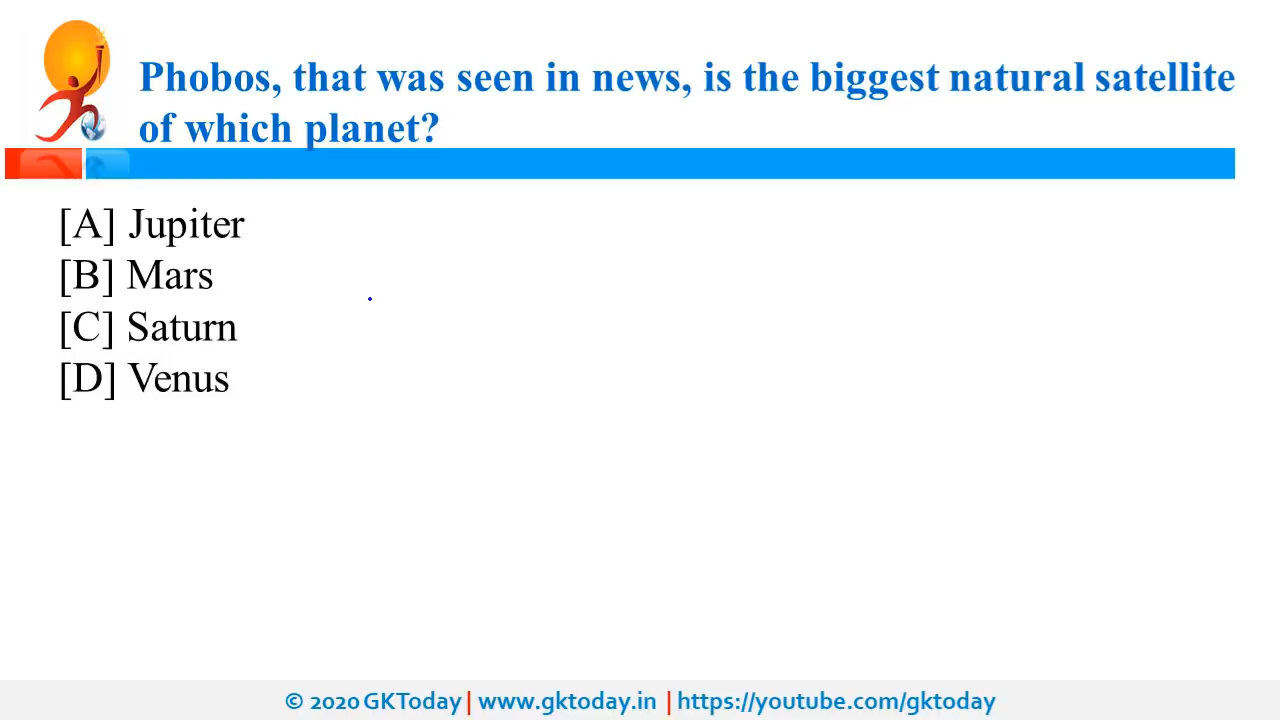 Phobos, that was seen in news, is the biggest natural satellite
of which planet?
[A] Jupiter
[B] Mars
[C] Saturn
[D] Venus
© 2020 GKToday | www.gktoday.in | https://youtube.com/gktoday